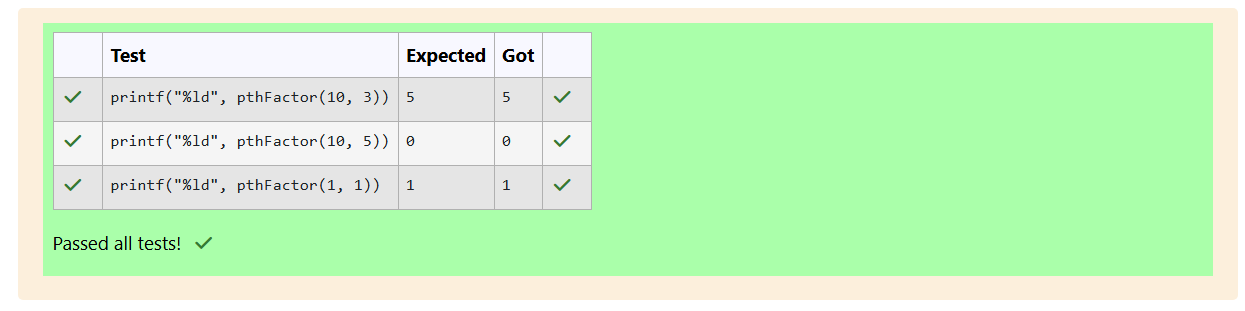 Test Expected Got
printf("%ld", pthFactor(10, 3)) 5 5
printf("%ld", pthFactor(10, 5)) 0 0
printf("%ld", pthFactor(1, 1)) 1 1
Passed all tests!